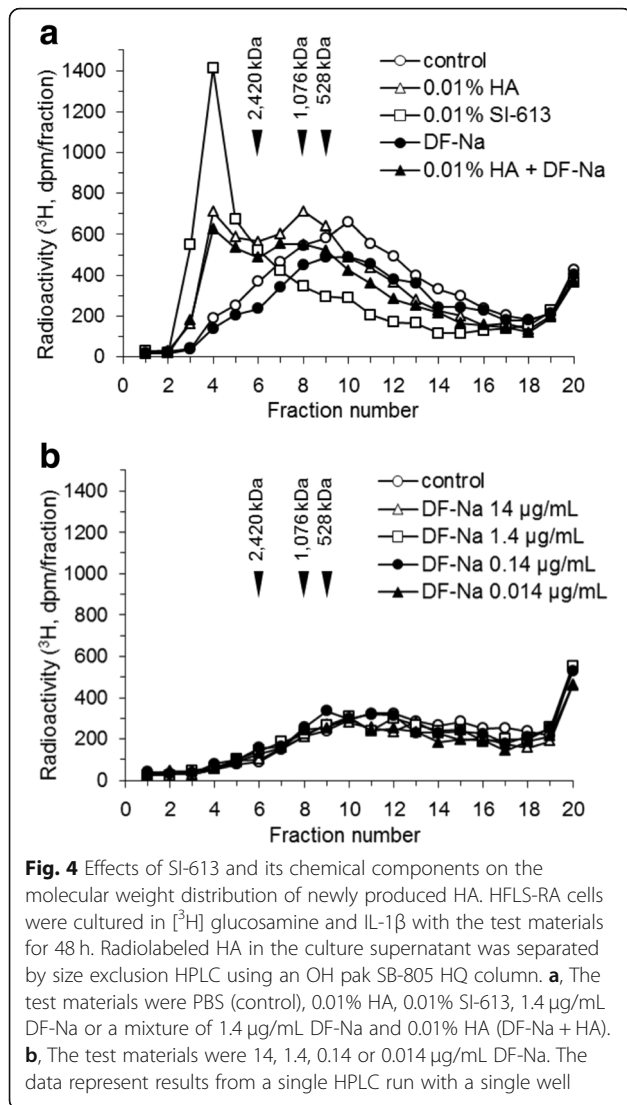 a
1400
1200
1000
800
600
400
200
0
Radioactivity (³H, dpm/fraction)
2,420 kDa
1,076 kDa
528 kDa
control
0.01% HA
0.01% SI-613
DF-Na
0.01% HA + DF-Na
0 2 4 6 8 10 12 14 16 18 20
Fraction number
b
1400
1200
1000
800
600
400
200
0
Radioactivity (³H, dpm/fraction)
2,420 kDa
1,076 kDa
528 kDa
control
DF-Na 14 µg/mL
DF-Na 1.4 µg/mL
DF-Na 0.14 µg/mL
DF-Na 0.014 µg/mL
0 2 4 6 8 10 12 14 16 18 20
Fraction number
Fig. 4 Effects of SI-613 and its chemical components on the
molecular weight distribution of newly produced HA. HFLS-RA cells
were cultured in [³H] glucosamine and IL-1β with the test materials
for 48 h. Radiolabeled HA in the culture supernatant was separated
by size exclusion HPLC using an OH pak SB-805 HQ column. a, The
test materials were PBS (control), 0.01% HA, 0.01% SI-613, 1.4 µg/mL
DF-Na or a mixture of 1.4 µg/mL DF-Na and 0.01% HA (DF-Na + HA).
b, The test materials were 14, 1.4, 0.14 or 0.014 µg/mL DF-Na. The
data represent results from a single HPLC run with a single well